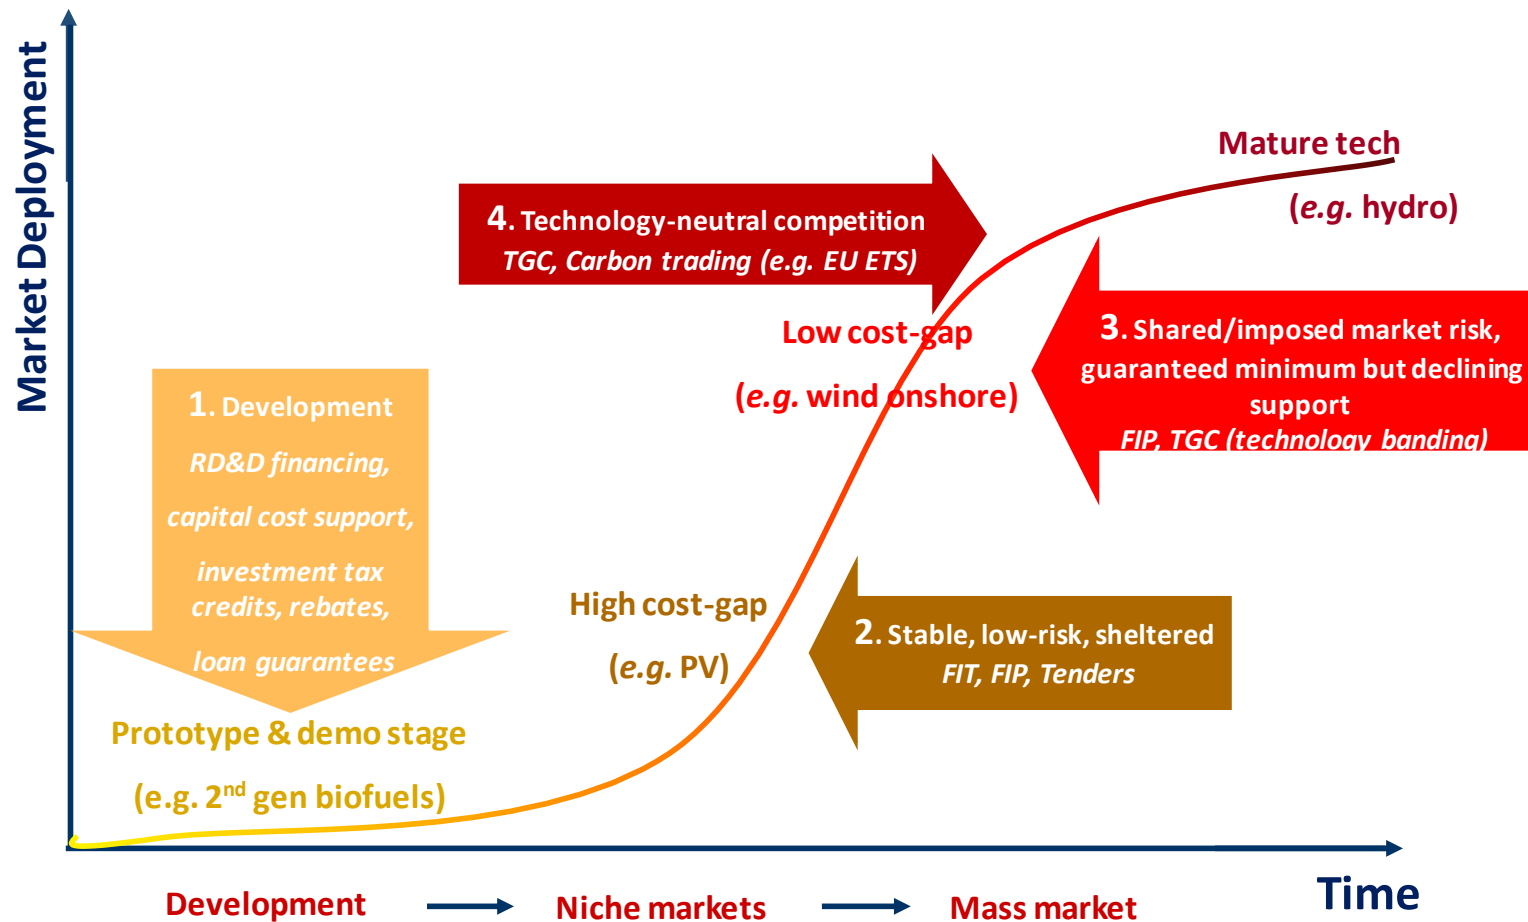 Market Deployment
Mature tech
(e.g. hydro)
4. Technology-neutral competition
TGC, Carbon trading (e.g. EU ETS)
Low cost-gap
(e.g. wind onshore)
3. Shared/imposed market risk,
guaranteed minimum but declining
support
FIP, TGC (technology banding)
1. Development
RD&D financing,
capital cost support,
investment tax
credits, rebates,
loan guarantees
High cost-gap
(e.g. PV)
2. Stable, low-risk, sheltered
FIT, FIP, Tenders
Prototype & demo stage
(e.g. 2nd gen biofuels)
Time
Development
Niche markets
Mass market